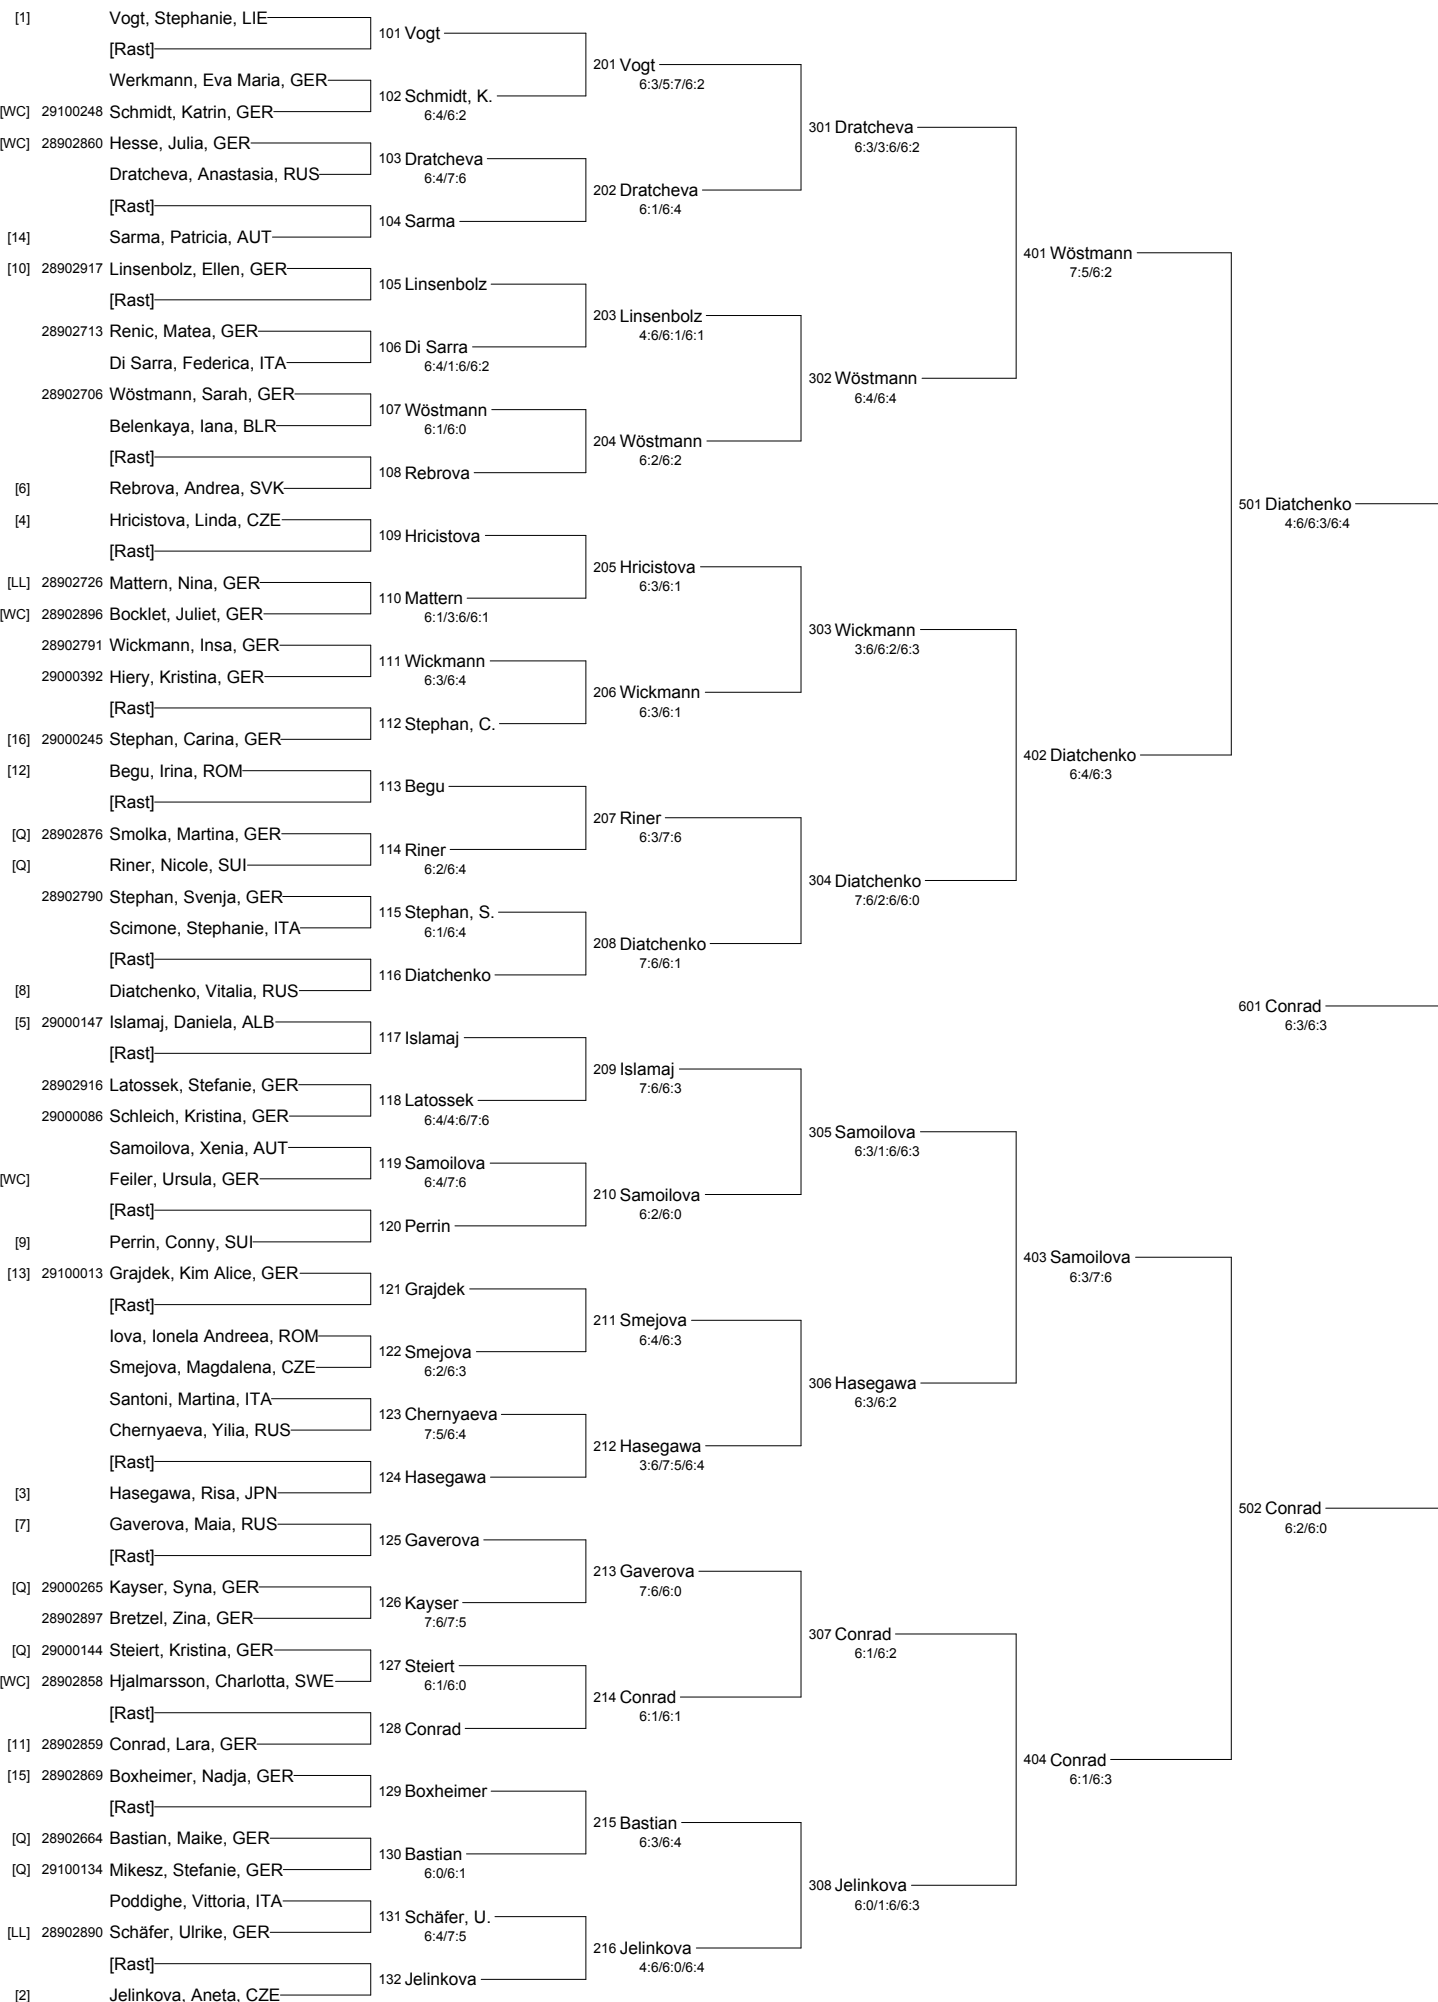 [1] Vogt, Stephanie, LIE
[Rast]
Werkmann, Eva Maria, GER
[WC] 29100248 Schmidt, Katrin, GER
[WC] 28902860 Hesse, Julia, GER
Dratcheva, Anastasia, RUS
[Rast]
[14] Sarma, Patricia, AUT
[10] 28902917 Linsenbolz, Ellen, GER
[Rast]
28902713 Renic, Matea, GER
Di Sarra, Federica, ITA
28902706 Wöstmann, Sarah, GER
Belenkaya, Iana, BLR
[Rast]
[6] Rebrova, Andrea, SVK
[4] Hricistova, Linda, CZE
[Rast]
[LL] 28902726 Mattern, Nina, GER
[WC] 28902896 Bocklet, Juliet, GER
28902791 Wickmann, Insa, GER
29000392 Hiery, Kristina, GER
[Rast]
[16] 29000245 Stephan, Carina, GER
[12] Begu, Irina, ROM
[Rast]
[Q] 28902876 Smolka, Martina, GER
[Q] Riner, Nicole, SUI
28902790 Stephan, Svenja, GER
Scimone, Stephanie, ITA
[Rast]
[8] Diatchenko, Vitalia, RUS
[5] 29000147 Islamaj, Daniela, ALB
[Rast]
28902916 Latossek, Stefanie, GER
29000086 Schleich, Kristina, GER
Samoilova, Xenia, AUT
[WC] Feiler, Ursula, GER
[Rast]
[9] Perrin, Conny, SUI
[13] 29100013 Grajdek, Kim Alice, GER
[Rast]
Iova, Ionela Andreea, ROM
Smejova, Magdalena, CZE
Santoni, Martina, ITA
Chernyaeva, Yilia, RUS
[Rast]
[3] Hasegawa, Risa, JPN
[7] Gaverova, Maia, RUS
[Rast]
[Q] 29000265 Kayser, Syna, GER
28902897 Bretzel, Zina, GER
[Q] 29000144 Steiert, Kristina, GER
[WC] 28902858 Hjalmarsson, Charlotta, SWE
[Rast]
[11] 28902859 Conrad, Lara, GER
[15] 28902869 Boxheimer, Nadja, GER
[Rast]
[Q] 28902664 Bastian, Maike, GER
[Q] 29100134 Mikesz, Stefanie, GER
Poddighe, Vittoria, ITA
[LL] 28902890 Schäfer, Ulrike, GER
[Rast]
[2] Jelinkova, Aneta, CZE
101 Vogt
102 Schmidt, K.
6:4/6:2
103 Dratcheva
6:4/7:6
104 Sarma
105 Linsenbolz
106 Di Sarra
6:4/1:6/6:2
107 Wöstmann
6:1/6:0
108 Rebrova
109 Hricistova
110 Mattern
6:1/3:6/6:1
111 Wickmann
6:3/6:4
112 Stephan, C.
113 Begu
114 Riner
6:2/6:4
115 Stephan, S.
6:1/6:4
116 Diatchenko
117 Islamaj
118 Latossek
6:4/4:6/7:6
119 Samoilova
6:4/7:6
120 Perrin
121 Grajdek
122 Smejova
6:2/6:3
123 Chernyaeva
7:5/6:4
124 Hasegawa
125 Gaverova
126 Kayser
7:6/7:5
127 Steiert
6:1/6:0
128 Conrad
129 Boxheimer
130 Bastian
6:0/6:1
131 Schäfer, U.
6:4/7:5
132 Jelinkova
201 Vogt
6:3/5:7/6:2
202 Dratcheva
6:1/6:4
203 Linsenbolz
4:6/6:1/6:1
204 Wöstmann
6:2/6:2
205 Hricistova
6:3/6:1
206 Wickmann
6:3/6:1
207 Riner
6:3/7:6
208 Diatchenko
7:6/6:1
209 Islamaj
7:6/6:3
210 Samoilova
6:2/6:0
211 Smejova
6:4/6:3
212 Hasegawa
3:6/7:5/6:4
213 Gaverova
7:6/6:0
214 Conrad
6:1/6:1
215 Bastian
6:3/6:4
216 Jelinkova
4:6/6:0/6:4
301 Dratcheva
6:3/3:6/6:2
302 Wöstmann
6:4/6:4
303 Wickmann
3:6/6:2/6:3
304 Diatchenko
7:6/2:6/6:0
305 Samoilova
6:3/1:6/6:3
306 Hasegawa
6:3/6:2
307 Conrad
6:1/6:2
308 Jelinkova
6:0/1:6/6:3
401 Wöstmann
7:5/6:2
402 Diatchenko
6:4/6:3
403 Samoilova
6:3/7:6
404 Conrad
6:1/6:3
501 Diatchenko
4:6/6:3/6:4
601 Conrad
6:3/6:3
502 Conrad
6:2/6:0